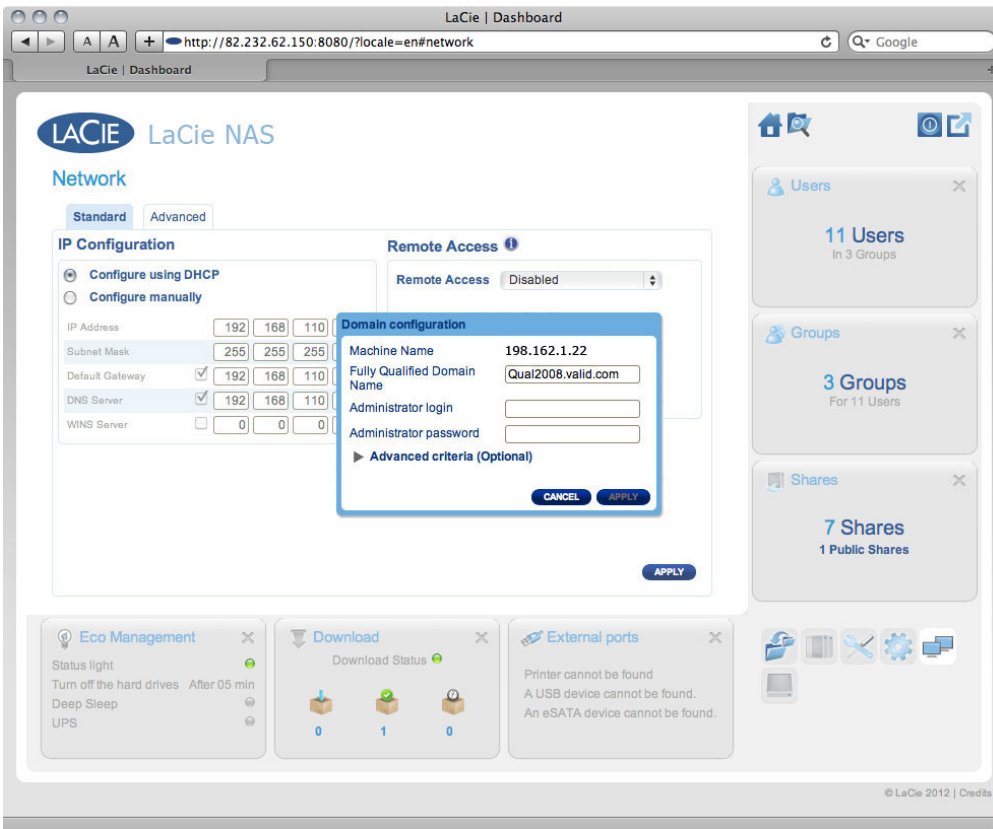 LaCie | Dashboard
A A + http://82.232.62.150:8080/?locale=en#network Google
LaCie | Dashboard
LACIE LaCie NAS
Network
Standard Advanced
IP Configuration
Configure using DHCP
Configure manually
IP Address 192 168 110
Subnet Mask 255 255 255
Default Gateway 192 168 110
DNS Server 192 168 110
WINS Server 0 0 0
Remote Access
Remote Access Disabled
Domain configuration
Machine Name 198.162.1.22
Fully Qualified Domain
Name
Qual2008.valid.com
Administrator login
Administrator password
Advanced criteria (Optional)
CANCEL APPLY
APPLY
Users
11 Users
In 3 Groups
Groups
3 Groups
For 11 Users
Shares
7 Shares
1 Public Shares
Eco Management
Status light
Turn off the hard drives After 05 min
Deep Sleep
UPS
Download
Download Status
0 1 0
External ports
Printer cannot be found
A USB device cannot be found.
An eSATA device cannot be found.
© LaCie 2012 | Credits